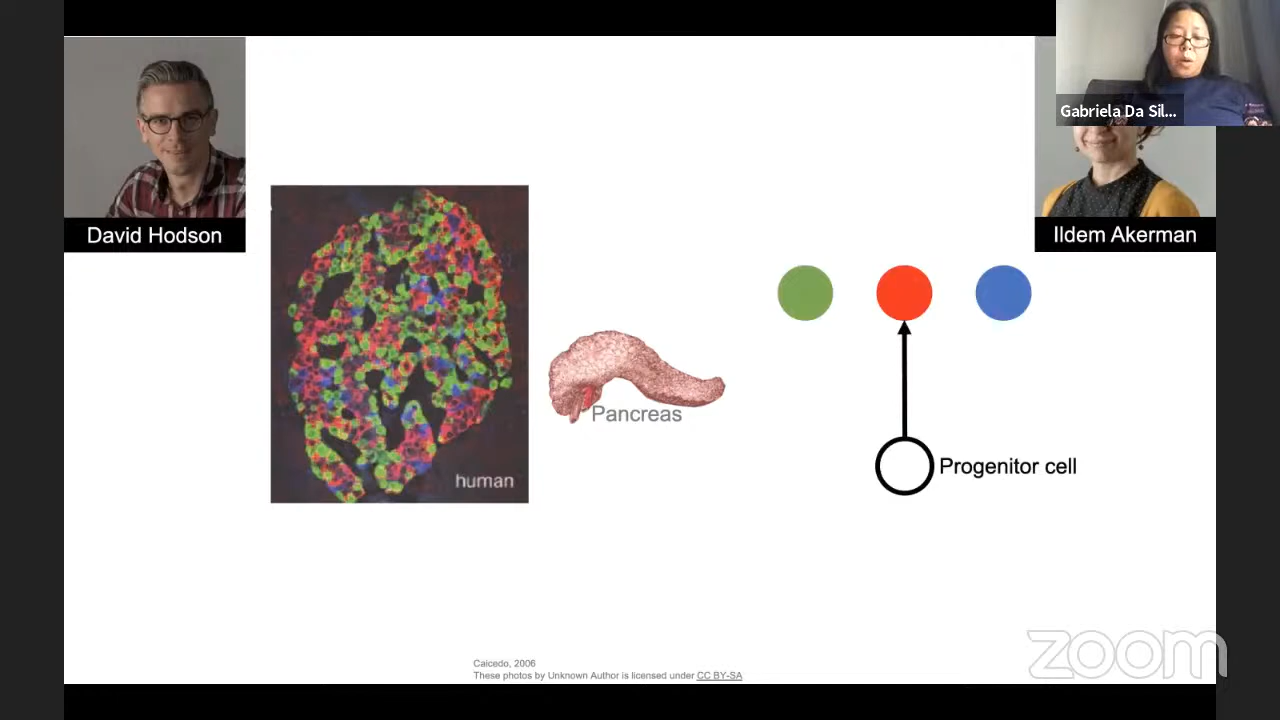 Gabriela Da Sil...
David Hodson
Ildem Akerman
Pancreas
Progenitor cell
human
Caicedo, 2006
These photos by Unknown Author is licensed under CC BY-SA
zoom